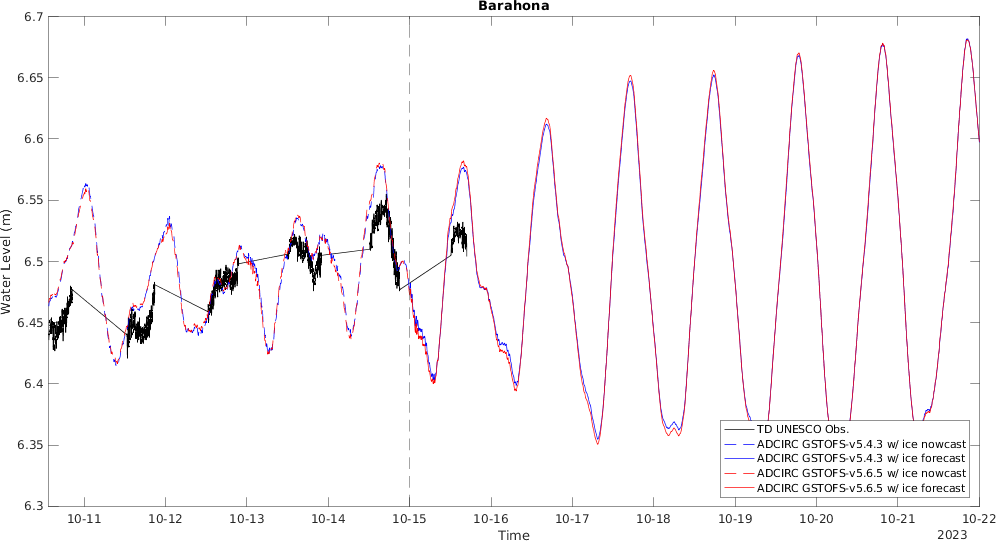 Barahona
6.7
6.65
6.6
6.55
6.5
6.45
6.4
6.35
6.3
Water Level (m)
TD UNESCO Obs.
ADCIRC GSTOFS-v5.4.3 w/ ice nowcast
ADCIRC GSTOFS-v5.4.3 w/ ice forecast
ADCIRC GSTOFS-v5.6.5 w/ ice nowcast
ADCIRC GSTOFS-v5.6.5 w/ ice forecast
10-11 10-12 10-13 10-14 10-15 10-16 10-17 10-18 10-19 10-20 10-21 10-22
Time
2023